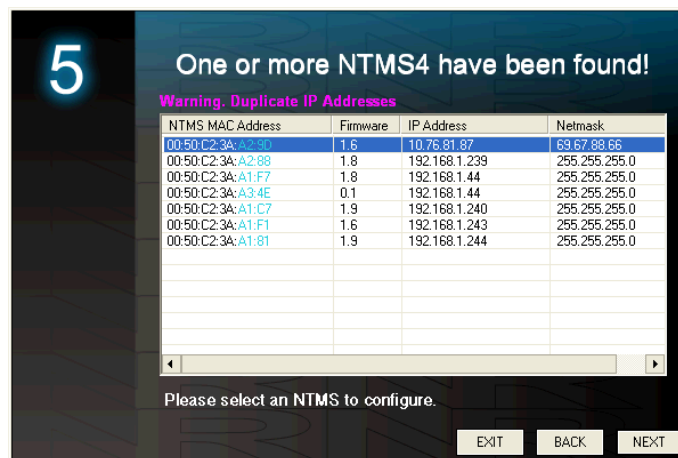 5
One or more NTMS4 have been found!
Warning. Duplicate IP Addresses
NTMS MAC Address Firmware IP Address Netmask
00:50:C2:3A:A2:9D 1.6 10.76.81.87 69.67.88.66
00:50:C2:3A:A2:88 1.8 192.168.1.239 255.255.255.0
00:50:C2:3A:A1:F7 1.8 192.168.1.44 255.255.255.0
00:50:C2:3A:A3:4E 0.1 192.168.1.44 255.255.255.0
00:50:C2:3A:A1:C7 1.9 192.168.1.240 255.255.255.0
00:50:C2:3A:A1:F1 1.6 192.168.1.243 255.255.255.0
00:50:C2:3A:A1:81 1.9 192.168.1.244 255.255.255.0
Please select an NTMS to configure.
EXIT BACK NEXT